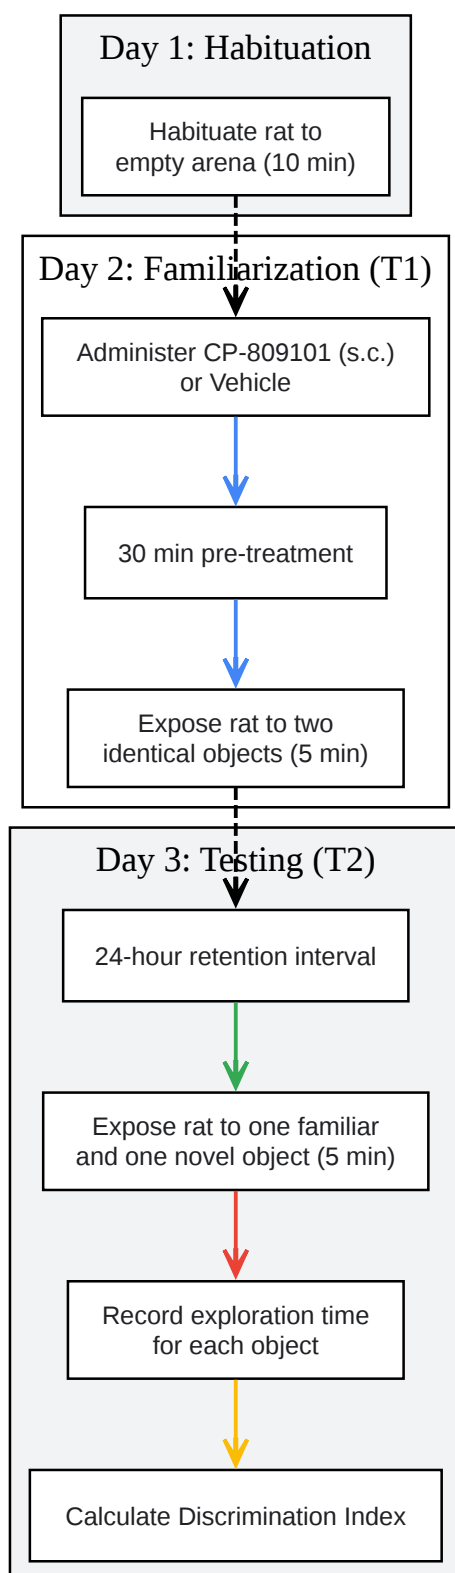 Day 1: Habituation
Habituate rat to
empty arena (10 min)
Day 2: Familiarization (T1)
Administer CP-809101 (s.c.)
or Vehicle
30 min pre-treatment
Expose rat to two
identical objects (5 min)
Day 3: Testing (T2)
24-hour retention interval
Expose rat to one familiar
and one novel object (5 min)
Record exploration time
for each object
Calculate Discrimination Index